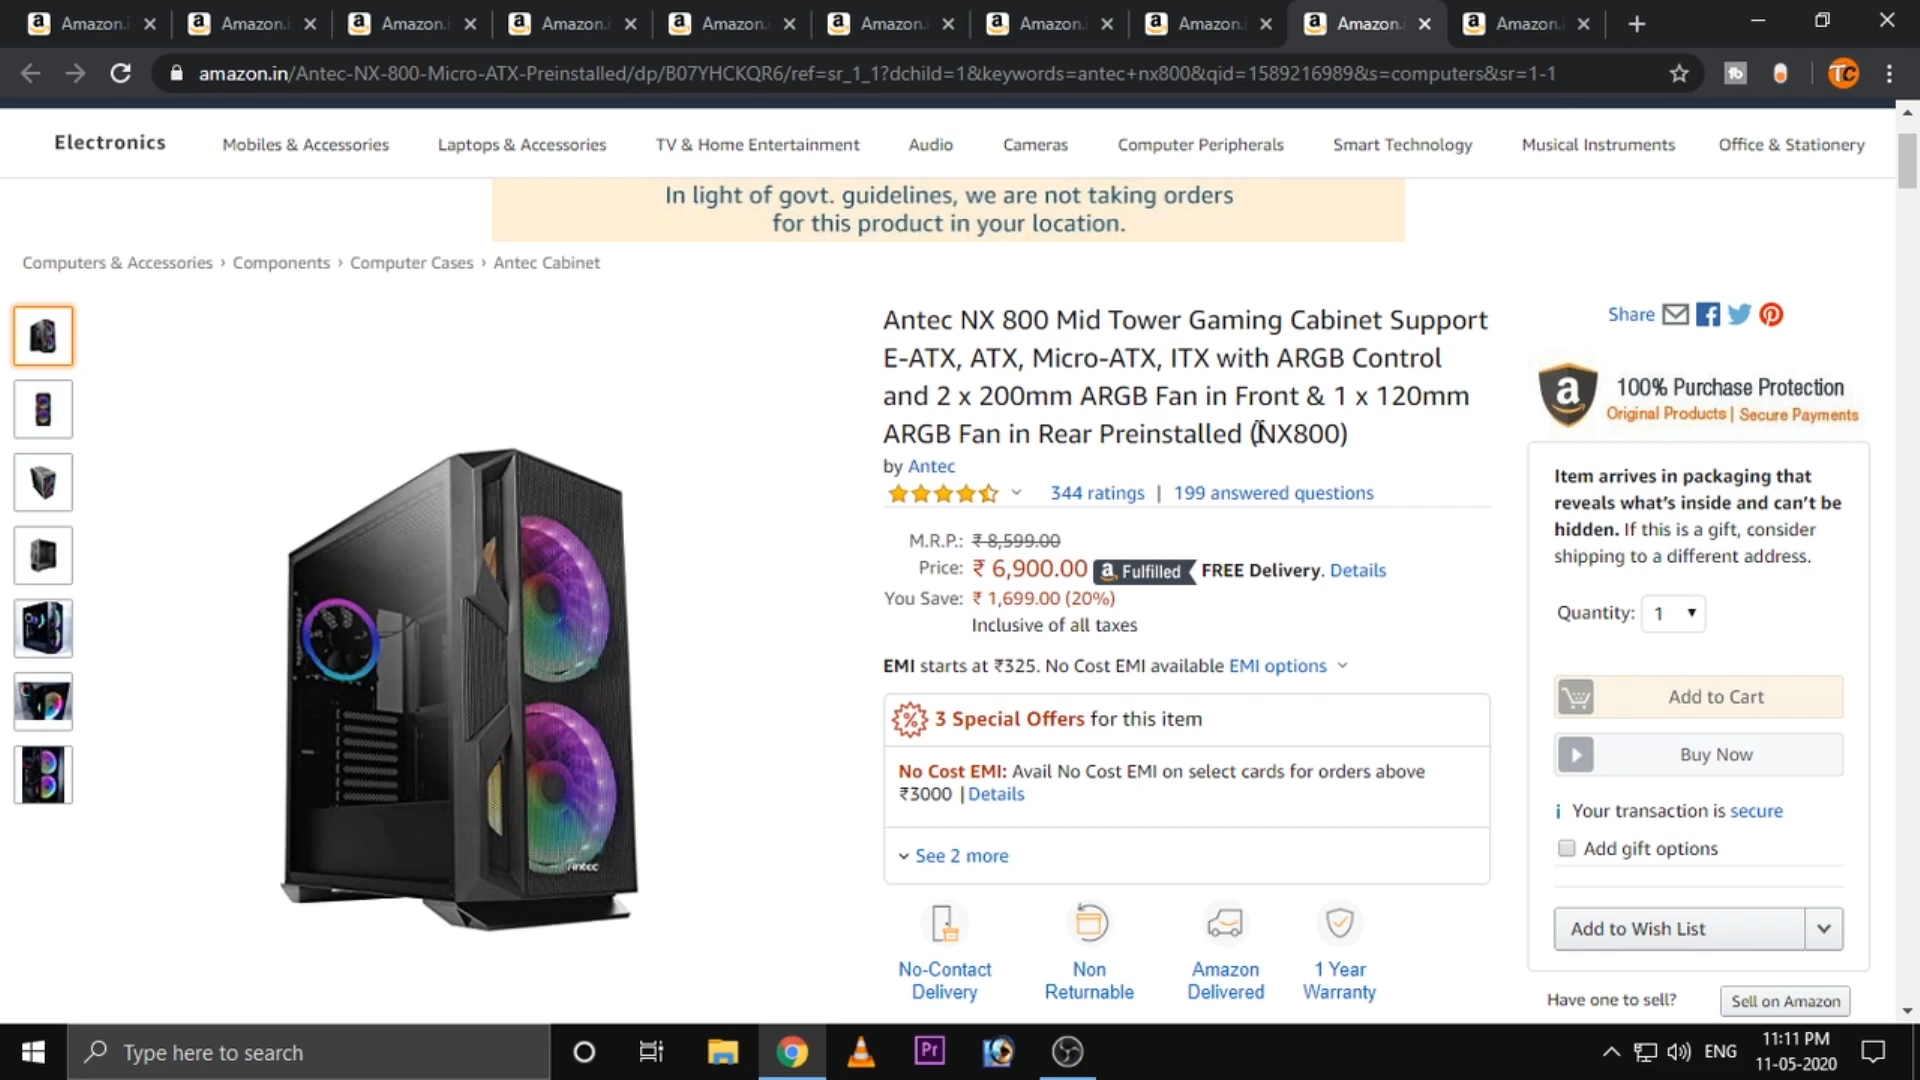 Amazon.i
Amazon.i
Amazon.i
Amazon.i
Amazon.i
Amazon.i
Amazon.i
Amazon.i
Amazon.i
Amazon.i
amazon.in/Antec-NX-800-Micro-ATX-Preinstalled/dp/B07YHCKQR6/ref=sr_1_1?dchild=1&keywords=antec+nx800&qid=1589216989&s=computers&sr=1-1
Electronics
Mobiles & Accessories
Laptops & Accessories
TV & Home Entertainment
Audio
Cameras
Computer Peripherals
Smart Technology
Musical Instruments
Office & Stationery
In light of govt. guidelines, we are not taking orders
for this product in your location.
Computers & Accessories › Components › Computer Cases › Antec Cabinet
Antec NX 800 Mid Tower Gaming Cabinet Support
E-ATX, ATX, Micro-ATX, ITX with ARGB Control
and 2 x 200mm ARGB Fan in Front & 1 x 120mm
ARGB Fan in Rear Preinstalled (NX800)
by Antec
344 ratings | 199 answered questions
M.R.P.: ₹ 8,599.00
Price: ₹ 6,900.00 a Fulfilled FREE Delivery. Details
You Save: ₹ 1,699.00 (20%)
Inclusive of all taxes
EMI starts at ₹325. No Cost EMI available EMI options
3 Special Offers for this item
No Cost EMI: Avail No Cost EMI on select cards for orders above
₹3000 | Details
See 2 more
No-Contact
Delivery
Non
Returnable
Amazon
Delivered
1 Year
Warranty
Antec
Share
a
100% Purchase Protection
Original Products | Secure Payments
Item arrives in packaging that
reveals what's inside and can't be
hidden. If this is a gift, consider
shipping to a different address.
Quantity: 1
Add to Cart
Buy Now
Your transaction is secure
Add gift options
Add to Wish List
Have one to sell?
Sell on Amazon
Type here to search
Pr
ENG
11:11 PM
11-05-2020